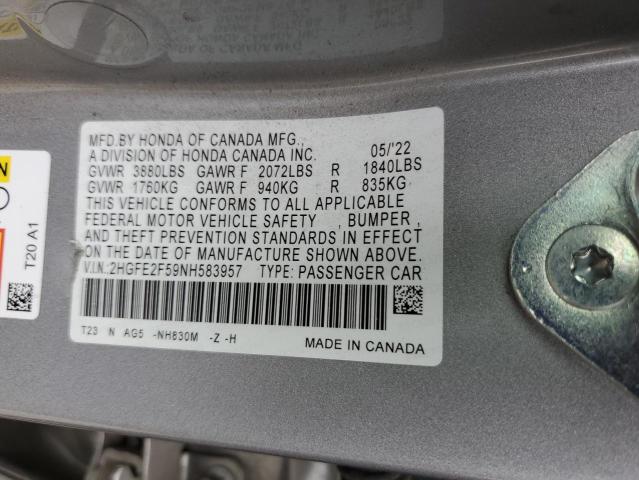 MFD.BY HONDA OF CANADA MFG.,
A DIVISION OF HONDA CANADA INC. 05/'22
GVWR 3880LBS GAWR F 2072LBS R 1840LBS
GVWR 1760KG GAWR F 940KG R 835KG
THIS VEHICLE CONFORMS TO ALL APPLICABLE
FEDERAL MOTOR VEHICLE SAFETY , BUMPER ,
AND THEFT PREVENTION STANDARDS IN EFFECT
ON THE DATE OF MANUFACTURE SHOWN ABOVE.
V.I.N.:2HGFE2F59NH583957 TYPE: PASSENGER CAR
T23 N AG5 -NH830M -Z -H
MADE IN CANADA
T20 A1